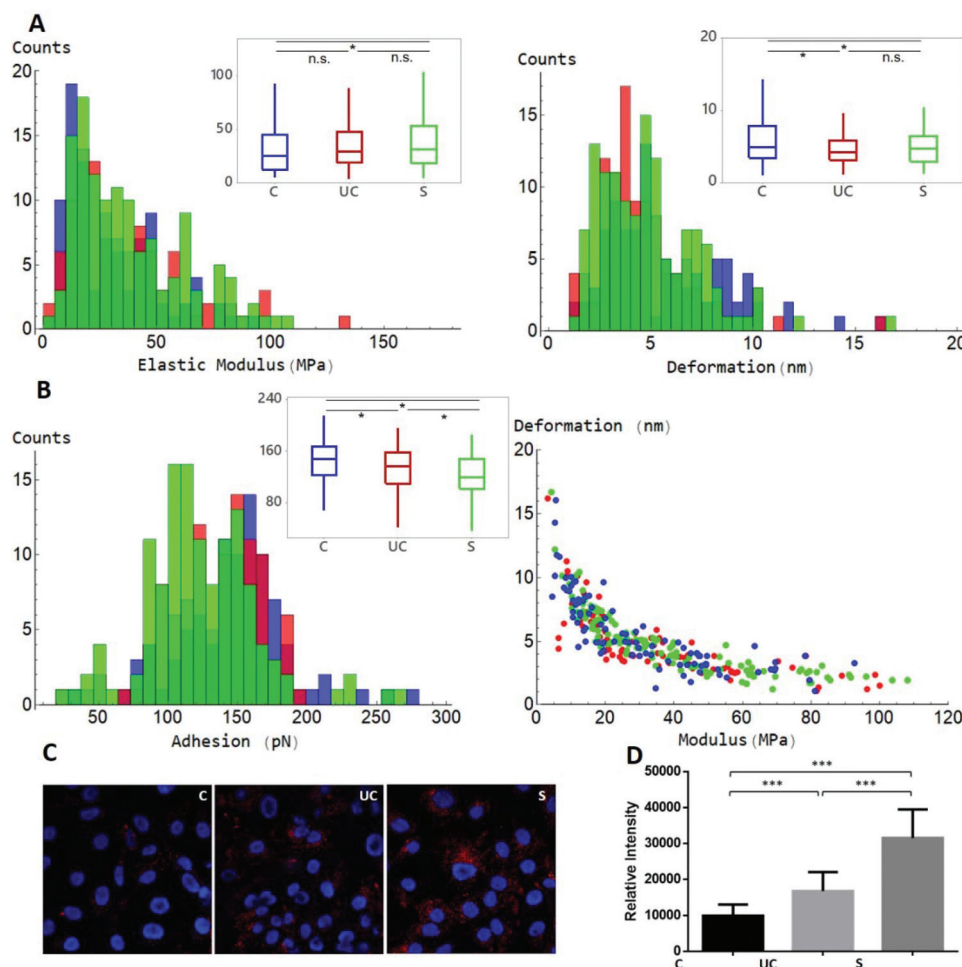 A
Counts
20
15
10
5
0
0
50
100
150
Elastic Modulus(MPa)
100
50
0
*
n.s.
n.s.
C
UC
S
Counts
20
15
10
5
0
0
5
10
15
20
Deformation(nm)
20
10
0
*
*
n.s.
C
UC
S
B
Counts
15
10
5
0
50
100
150
200
250
300
Adhesion (pN)
240
160
80
*
*
*
C
UC
S
Deformation (nm)
20
15
10
5
0
0
20
40
60
80
100
120
Modulus(MPa)
C
C
UC
S
D
Relative Intensity
50000
40000
30000
20000
10000
0
***
***
***
C
UC
S